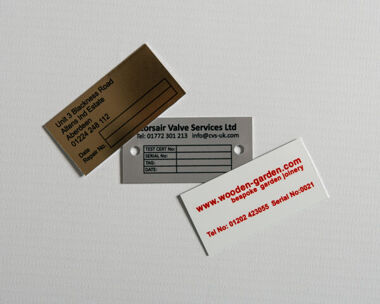 Unit 3 Blackness Road
Altens Ind Estate
Aberdeen
01224 248 112
Date
Repair No.
orsair Valve Services Ltd
Tel: 01772 301 213 info@cvs-uk.com
TEST CERT No:
SERIAL No:
TAG:
DATE:
www.wooden-garden.com
bespoke garden joinery
Tel No: 01202 423055 Serial No:0021